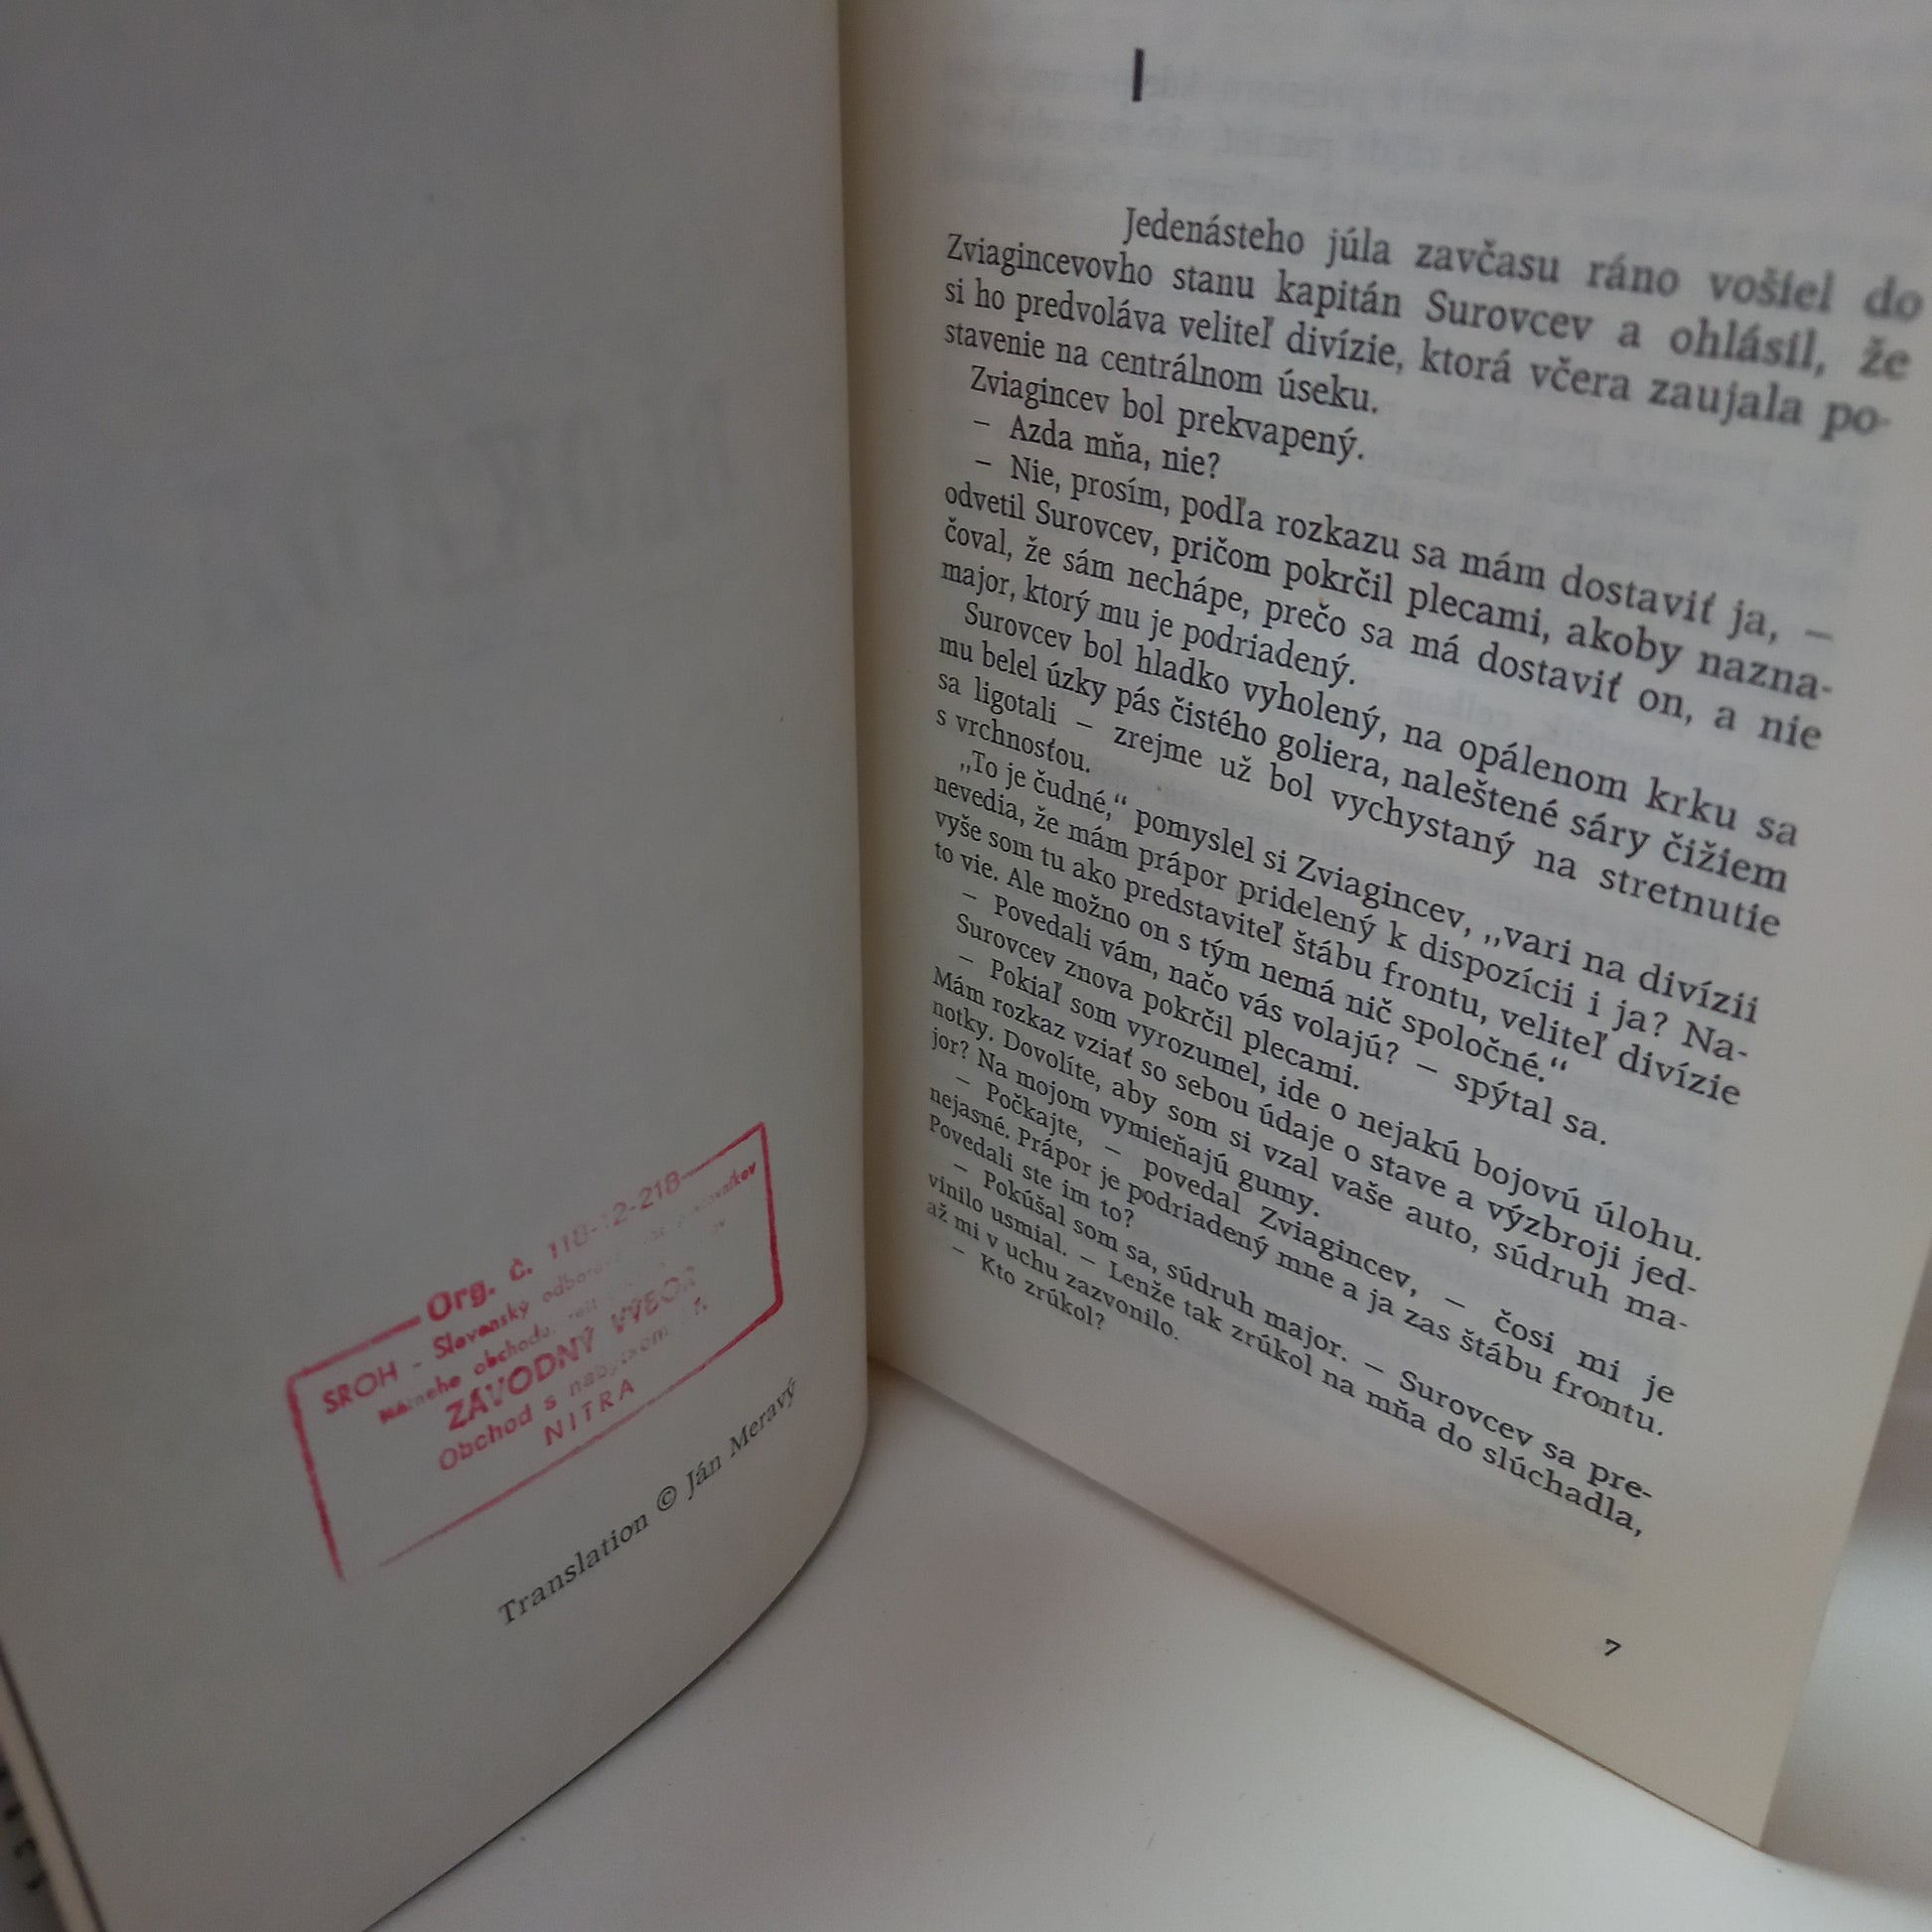 Org. č. 118-12-218
SROH - Slovenský
obchodu,
ZÁVODNÝ VÝBOR
Obchod s nábytkom
NITRA
Translation © Ján Meravý
I
Jedenásteho júla zavčasu ráno vošiel do
Zviagincevovho stanu kapitán Surovcev a ohlásil, že
si ho predvoláva veliteľ divízie, ktorá včera zaujala po-
stavenie na centrálnom úseku.
Zviagincev bol prekvapený.
– Azda mňa, nie?
– Nie, prosím, podľa rozkazu sa mám dostaviť ja, –
odvetil Surovcev, pričom pokrčil plecami, akoby nazna-
čoval, že sám nechápe, prečo sa má dostaviť on, a nie
major, ktorý mu je podriadený.
Surovcev bol hladko vyholený, na opálenom krku sa
mu belel úzky pás čistého goliera, naleštené sáry čižiem
sa ligotali – zrejme už bol vychystaný na stretnutie
s vrchnosťou.
„To je čudné,“ pomyslel si Zviagincev, „vari na divízii
nevedia, že mám prápor pridelený k dispozícii i ja? Na-
vyše som tu ako predstaviteľ štábu frontu, veliteľ divízie
to vie. Ale možno on s tým nemá nič spoločné.“
– Povedali vám, načo vás volajú? – spýtal sa.
Surovcev znova pokrčil plecami.
– Pokiaľ som vyrozumel, ide o nejakú bojovú úlohu.
Mám rozkaz vziať so sebou údaje o stave a výzbroji jed-
notky. Dovolíte, aby som si vzal vaše auto, súdruh ma-
jor? Na mojom vymieňajú gumy.
– Počkajte, – povedal Zviagincev, – čosi mi je
nejasné. Prápor je podriadený mne a ja zas štábu frontu.
Povedali ste im to?
– Pokúšal som sa, súdruh major. – Surovcev sa pre-
vinilo usmial. – Lenže tak zrúkol na mňa do slúchadla,
až mi v uchu zazvonilo.
– Kto zrúkol?
7